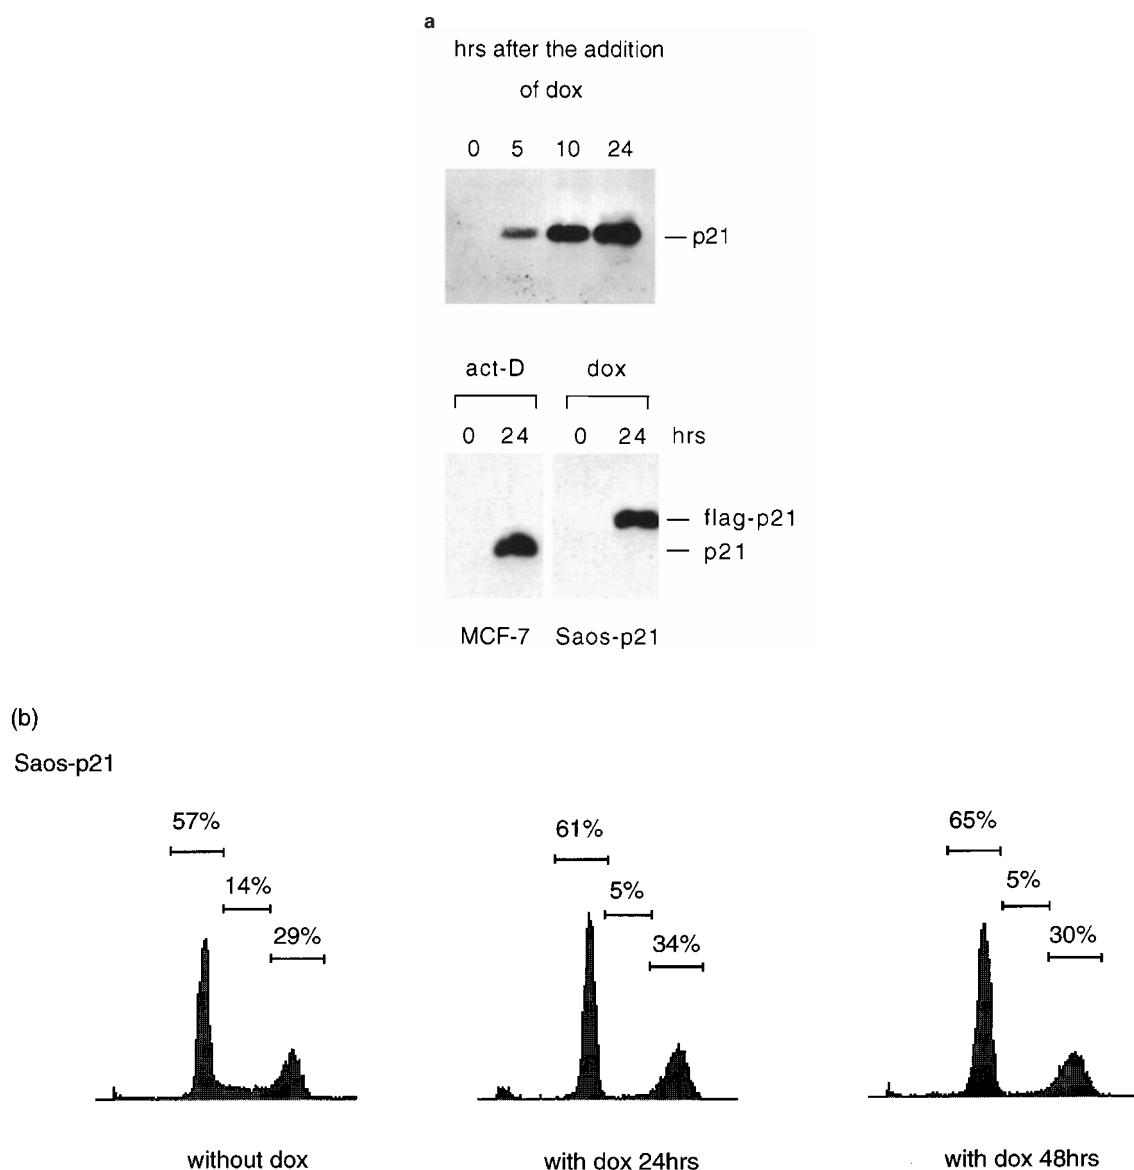 a
hrs after the addition
of dox
0 5 10 24
p21
act-D dox
0 24 0 24 hrs
flag-p21
p21
MCF-7 Saos-p21
(b)
Saos-p21
57% 61% 65%
14% 5% 5%
29% 34% 30%
without dox with dox 24hrs with dox 48hrs